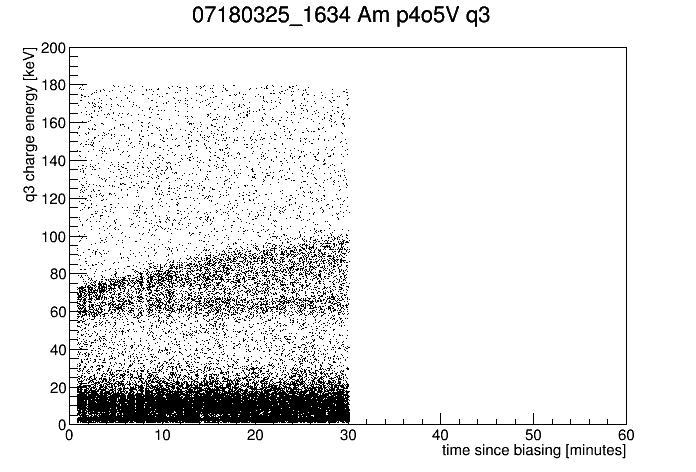 07180325_1634 Am p4o5V q3
q3 charge energy [keV]
200
180
160
140
120
100
80
60
40
20
0
0 10 20 30 40 50 60
time since biasing [minutes]